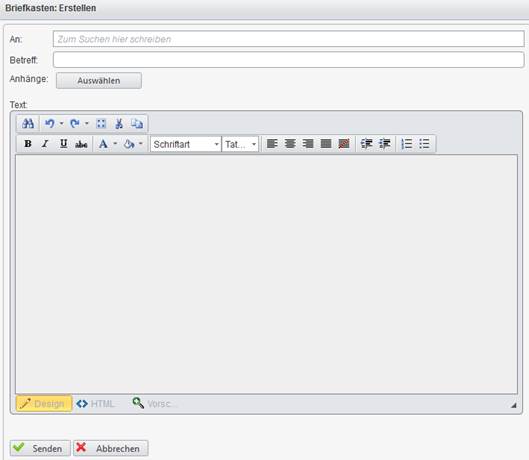 Briefkasten: Erstellen
An: Zum Suchen hier schreiben
Betreff:
Anhänge: Auswählen
Text:
B I U abc A Schriftart Tat...
Design HTML Vorsc...
Senden Abbrechen